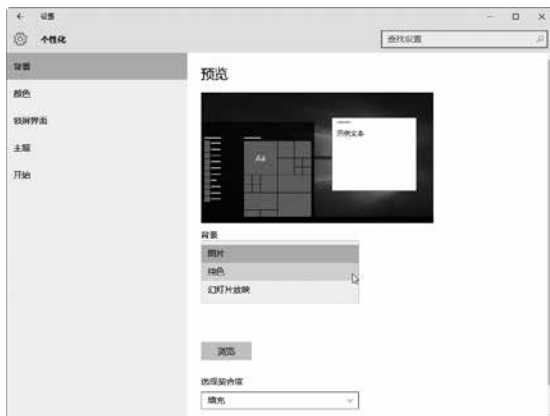 设置
个性化
查找设置
背景
颜色
锁屏界面
主题
开始
预览
Aa
示例文本
背景
图片
纯色
幻灯片放映
浏览
选择契合度
填充